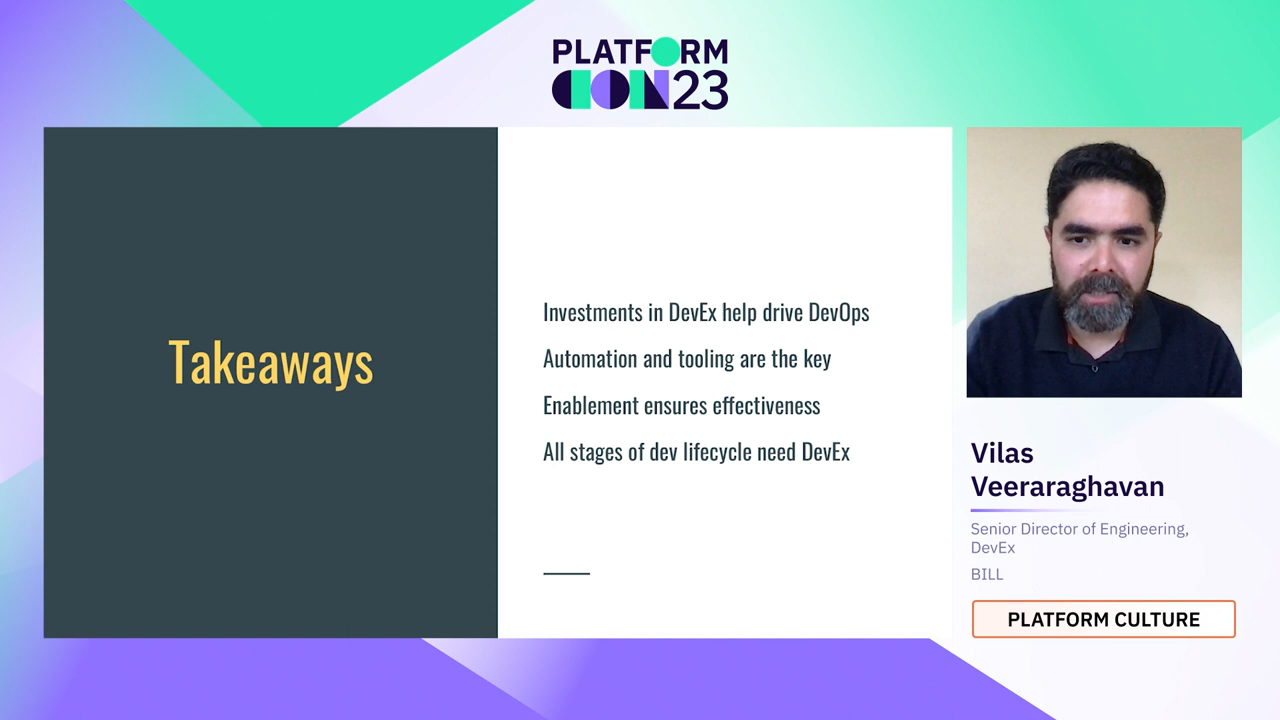 PLATFORM
CON23
Takeaways
Investments in DevEx help drive DevOps
Automation and tooling are the key
Enablement ensures effectiveness
All stages of dev lifecycle need DevEx
Vilas
Veeraraghavan
Senior Director of Engineering,
DevEx
BILL
PLATFORM CULTURE